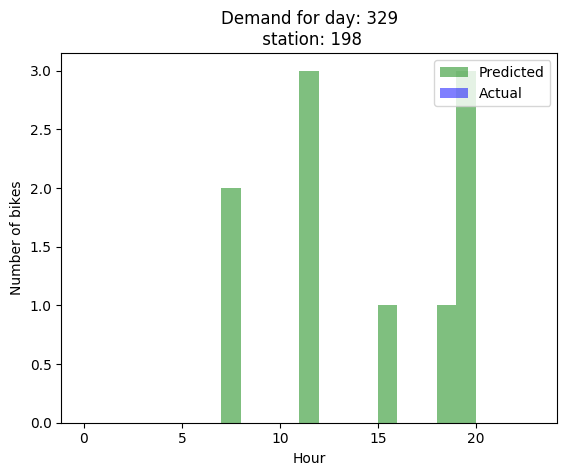 Demand for day: 329
station: 198
Predicted
Actual
Number of bikes
3.0
2.5
2.0
1.5
1.0
0.5
0.0
0
5
10
15
20
Hour